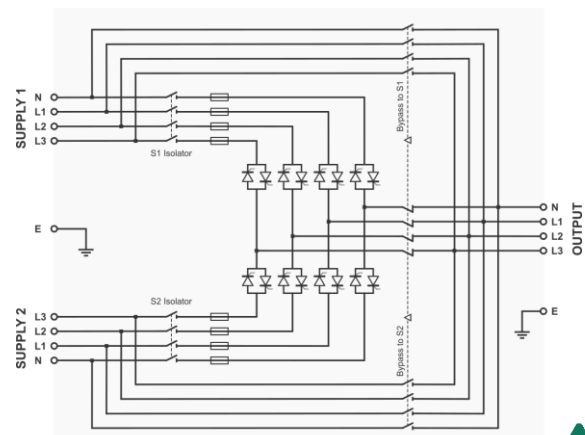 SUPPLY 1
N
L1
L2
L3
S1 Isolator
Bypass to S1
E
N
L1
L2
L3
OUTPUT
E
SUPPLY 2
S2 Isolator
L3
L2
L1
N
Bypass to S2